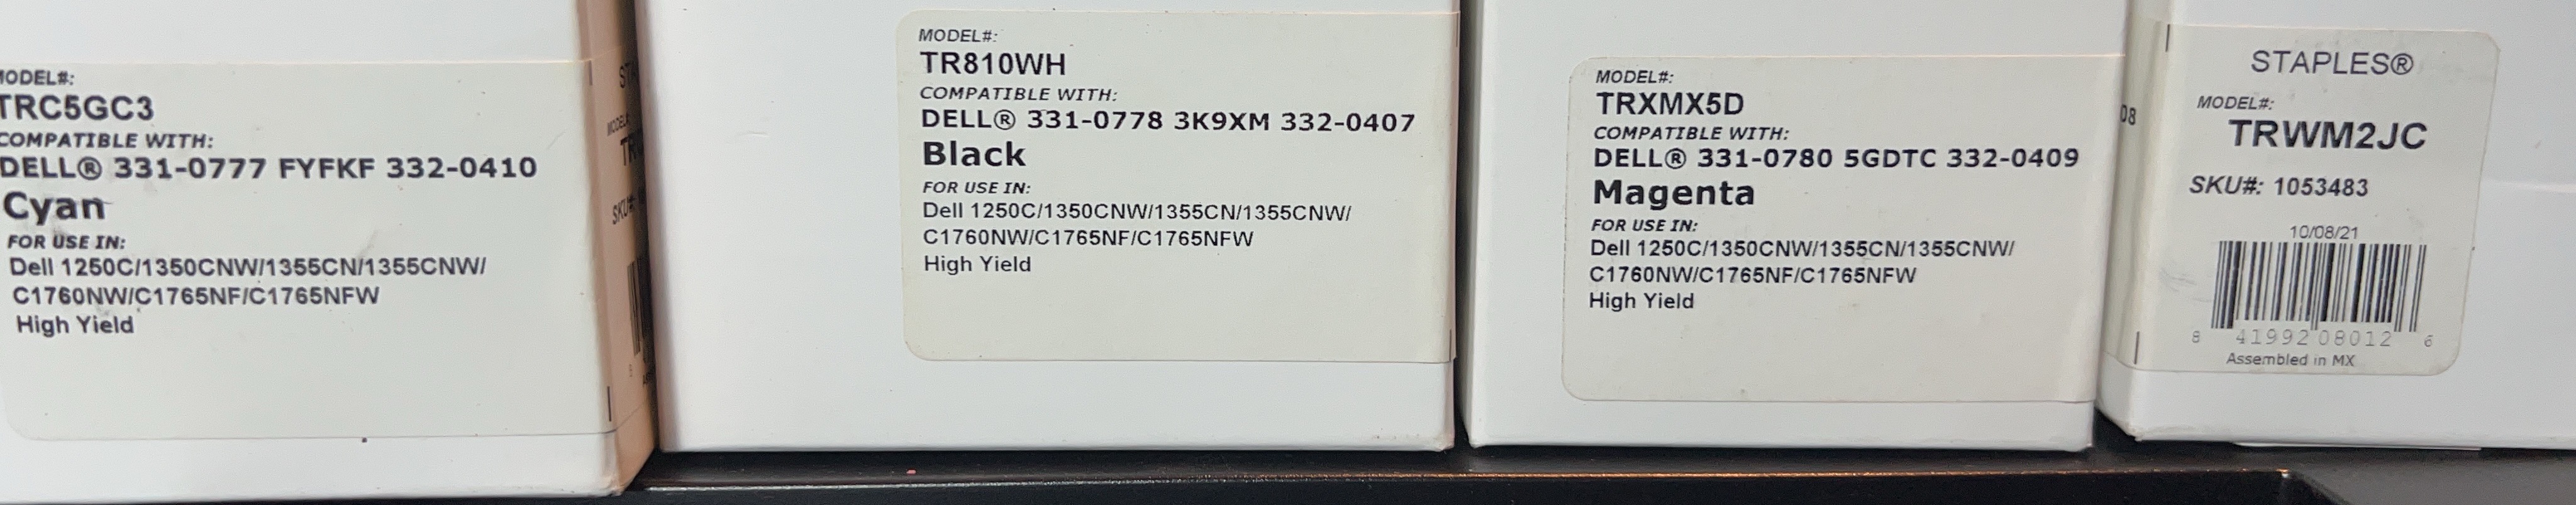 MODEL#:
TRC5GC3
COMPATIBLE WITH:
DELL® 331-0777 FYFKF 332-0410
Cyan
FOR USE IN:
Dell 1250C/1350CNW/1355CN/1355CNW/
C1760NW/C1765NF/C1765NFW
High Yield
MODEL#:
TR810WH
COMPATIBLE WITH:
DELL® 331-0778 3K9XM 332-0407
Black
FOR USE IN:
Dell 1250C/1350CNW/1355CN/1355CNW/
C1760NW/C1765NF/C1765NFW
High Yield
MODEL#:
TRXMX5D
COMPATIBLE WITH:
DELL® 331-0780 5GDTC 332-0409
Magenta
FOR USE IN:
Dell 1250C/1350CNW/1355CN/1355CNW/
C1760NW/C1765NF/C1765NFW
High Yield
08
STAPLES®
MODEL#:
TRWM2JC
SKU#: 1053483
10/08/21
8 41992 08012 6
Assembled in MX